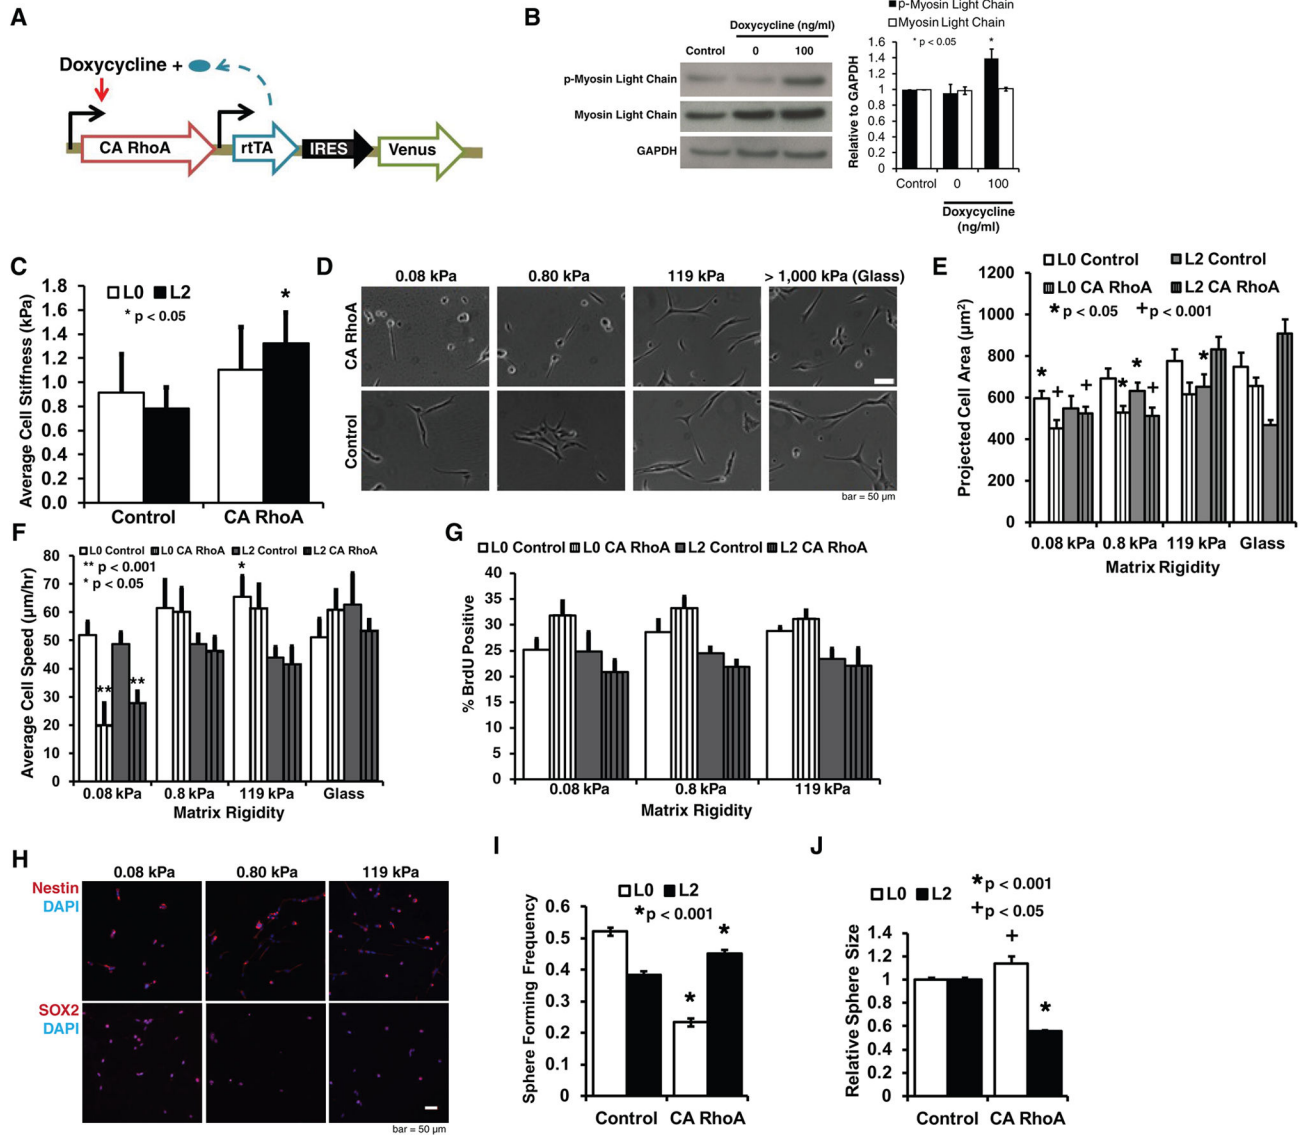 A
Doxycycline +
CA RhoA
rtTA
IRES
Venus
B
Doxycycline (ng/ml)
Control
0
100
p-Myosin Light Chain
Myosin Light Chain
GAPDH
p-Myosin Light Chain
Myosin Light Chain
* p < 0.05
*
Relative to GAPDH
1.6
1.4
1.2
1
0.8
0.6
0.4
0.2
0
Control
0
100
Doxycycline
(ng/ml)
C
Average Cell Stiffness (kPa)
1.8
1.6
1.4
1.2
1.0
0.8
0.6
0.4
0.2
0.0
L0
L2
* p < 0.05
*
Control
CA RhoA
D
0.08 kPa
0.80 kPa
119 kPa
> 1,000 kPa (Glass)
CA RhoA
Control
bar = 50 µm
E
L0 Control
L2 Control
L0 CA RhoA
L2 CA RhoA
* p < 0.05
+ p < 0.001
Projected Cell Area (µm²)
1200
1000
800
600
400
200
0
*
+
+
*
*
+
*
0.08 kPa
0.8 kPa
119 kPa
Glass
Matrix Rigidity
F
L0 Control
L0 CA RhoA
L2 Control
L2 CA RhoA
** p < 0.001
* p < 0.05
Average Cell Speed (µm/hr)
80
70
60
50
40
30
20
10
0
**
**
*
0.08 kPa
0.8 kPa
119 kPa
Glass
Matrix Rigidity
G
L0 Control
L0 CA RhoA
L2 Control
L2 CA RhoA
% BrdU Positive
40
35
30
25
20
15
10
5
0
0.08 kPa
0.8 kPa
119 kPa
Matrix Rigidity
H
0.08 kPa
0.80 kPa
119 kPa
Nestin
DAPI
SOX2
DAPI
bar = 50 µm
I
L0
L2
* p < 0.001
Sphere Forming Frequency
0.6
0.5
0.4
0.3
0.2
0.1
0
*
*
Control
CA RhoA
J
L0
L2
* p < 0.001
+ p < 0.05
Relative Sphere Size
1.4
1.2
1
0.8
0.6
0.4
0.2
0
+
*
Control
CA RhoA